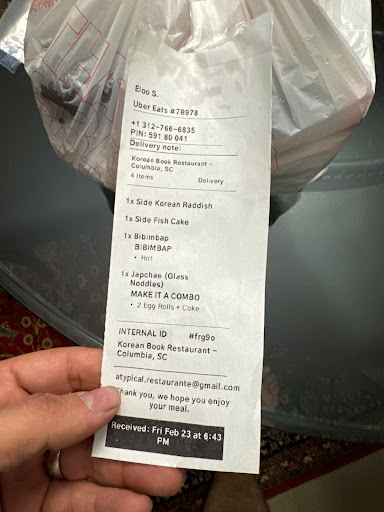 Eloo S.
Uber Eats #7B978
+1 312-766-6835
PIN: 591 80 041
Delivery note:
Korean Book Restaurant –
Columbia, SC
4 Items Delivery
1x Side Korean Raddish
1x Side Fish Cake
1x Bibimbap
BIBIMBAP
• Hot
1x Japchae (Glass
Noddles)
MAKE IT A COMBO
• 2 Egg Rolls + Coke
INTERNAL ID #frg9o
Korean Book Restaurant –
Columbia, SC
atypical.restaurante@gmail.com
Thank you, we hope you enjoy
your meal.
Received: Fri Feb 23 at 6:43
PM